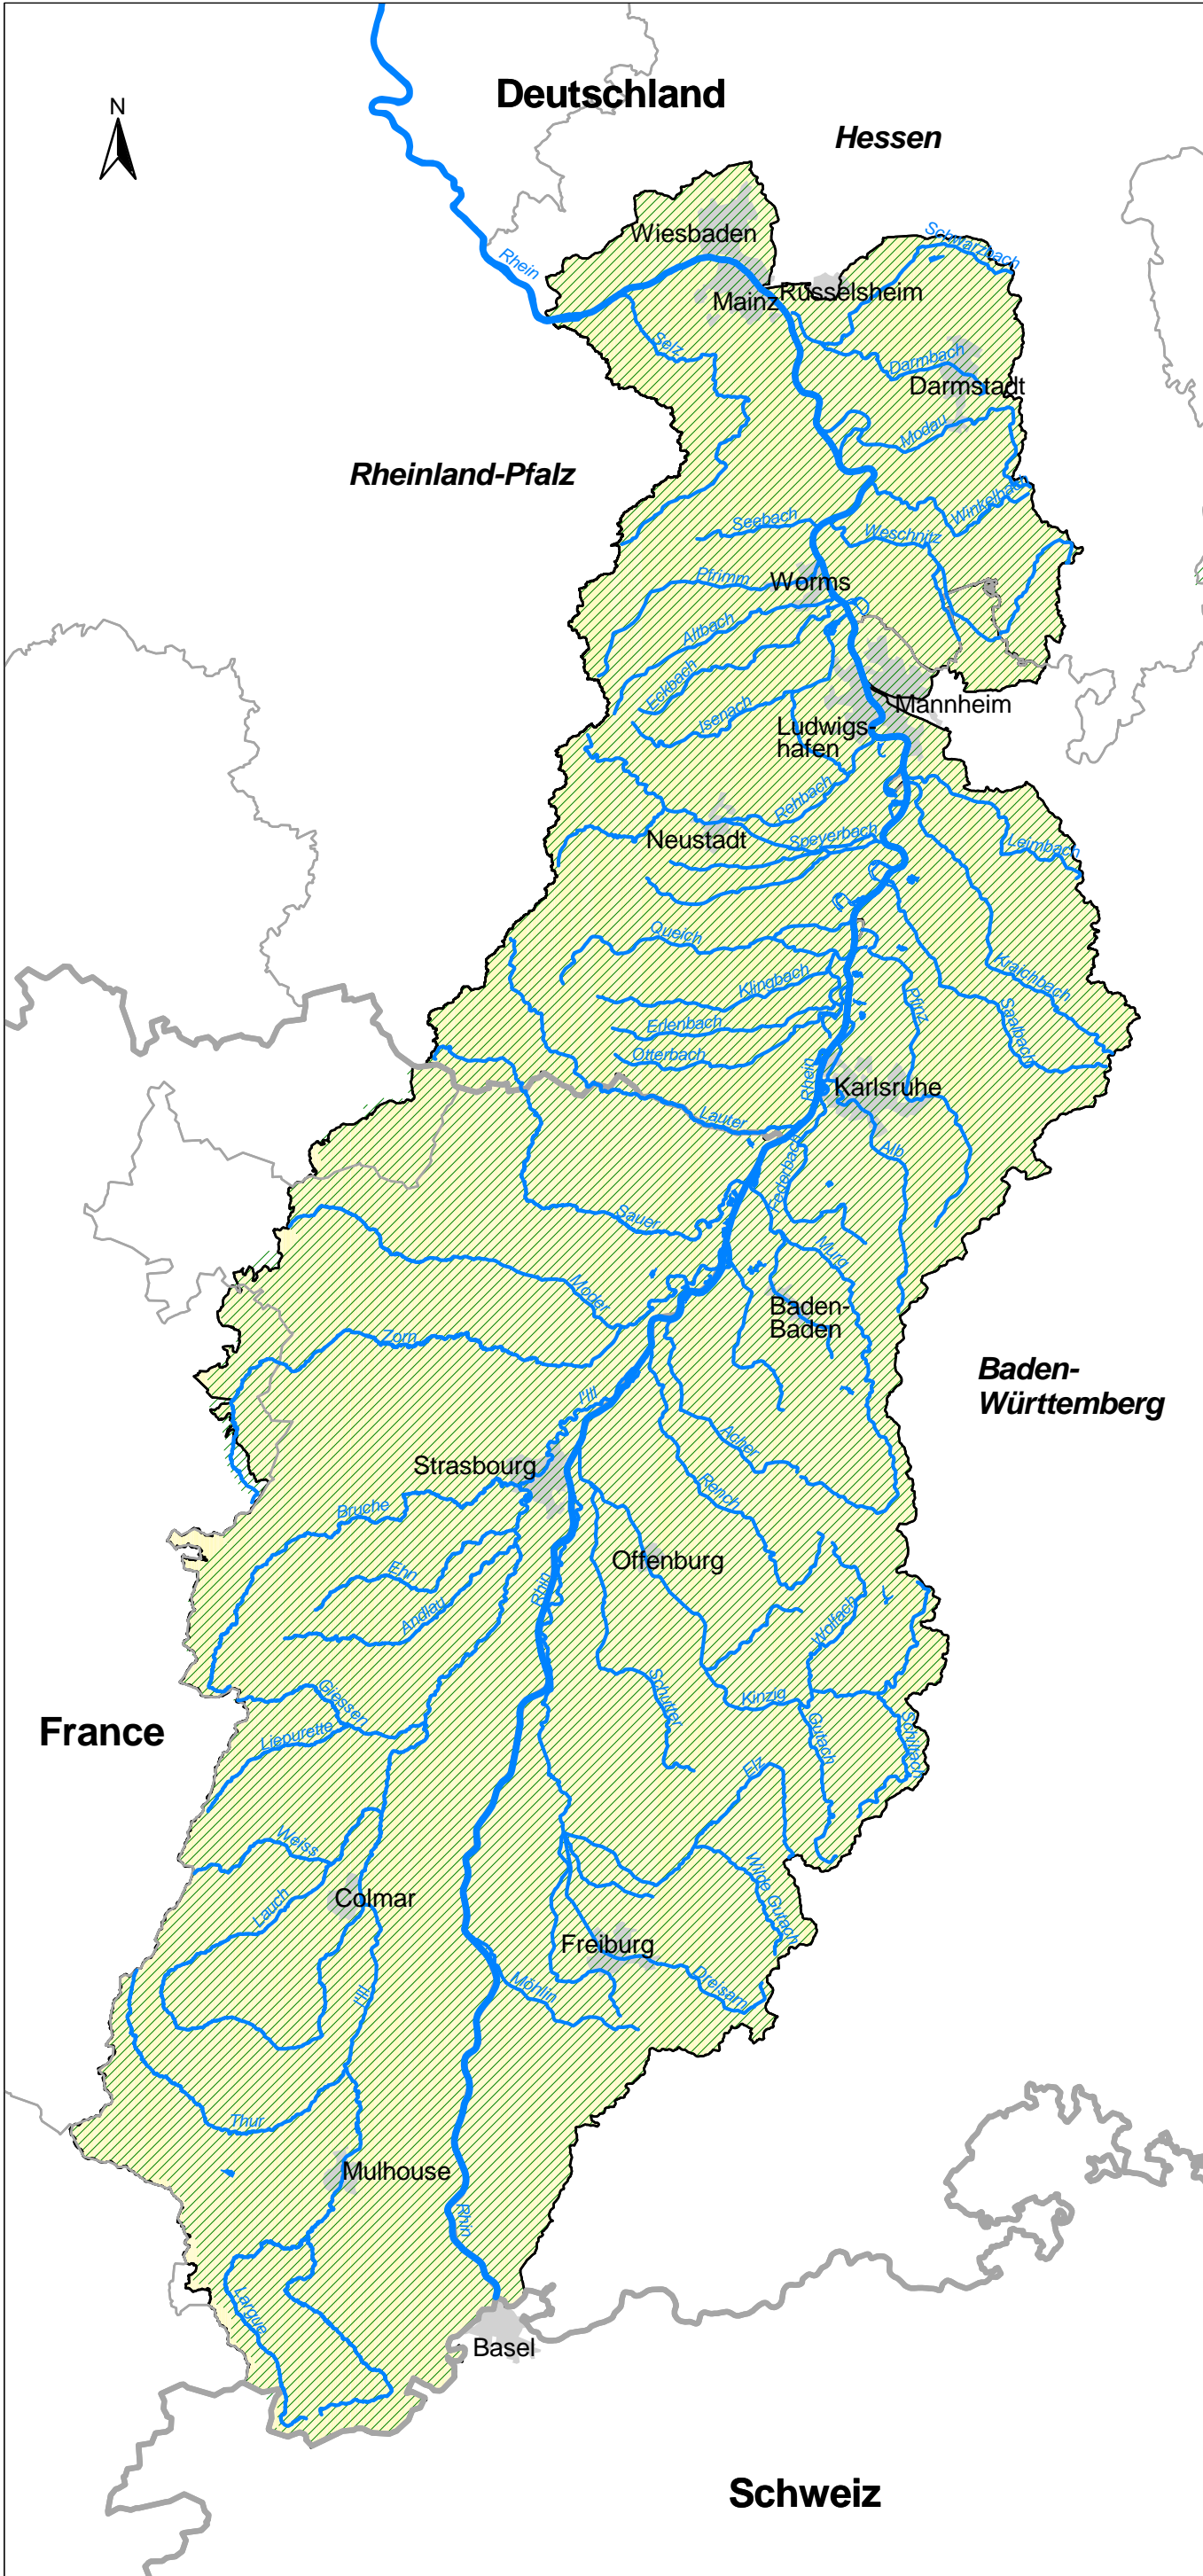 Deutschland
N
Hessen
Wiesbaden
Schwarzbach
Rhein
Mainz
Rüsselsheim
Selz
Darmbach
Darmstadt
Modau
Rheinland-Pfalz
Winkelbach
Seebach
Weschnitz
Pfrimm
Worms
Altbach
Eckbach
Isenach
Mannheim
Ludwigs-
hafen
Rehbach
Neustadt
Speyerbach
Leimbach
Queich
Klingbach
Kraichbach
Pfinz
Saalbach
Erlenbach
Otterbach
Rhein
Karlsruhe
Lauter
Alb
Federbach
Sauer
Murg
Moder
Baden-
Baden
Zorn
Baden-
Württemberg
l'Ill
Acher
Strasbourg
Rench
Bruche
Offenburg
Ehn
Rhin
Andlau
Wolfach
Schutter
Giessen
Kinzig
France
Liepurette
Gutach
Schiltach
Elz
Weiss
Wilde Gutach
Colmar
Lauch
Freiburg
Möhlin
Dreisam
l'Ill
Thur
Mulhouse
Rhin
Largue
Basel
Schweiz